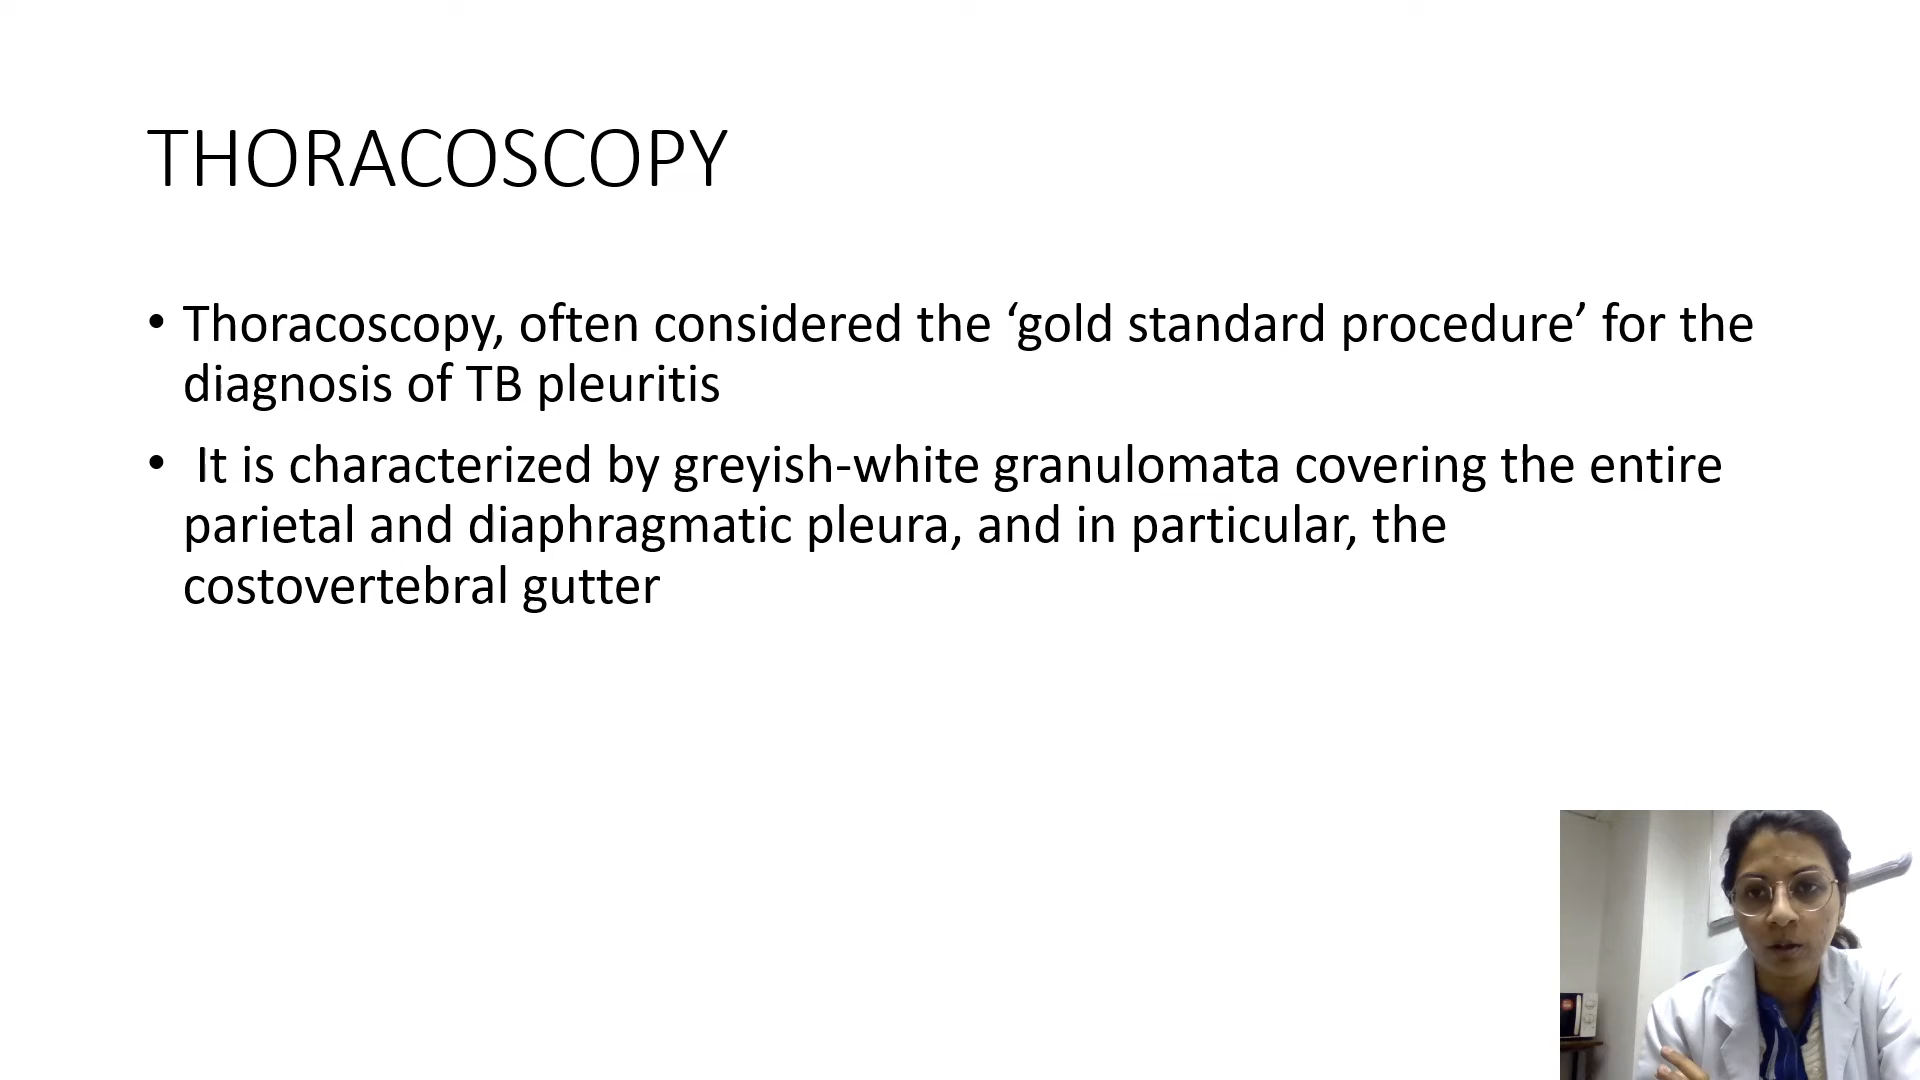 THORACOSCOPY
• Thoracoscopy, often considered the ‘gold standard procedure’ for the
diagnosis of TB pleuritis
• It is characterized by greyish-white granulomata covering the entire
parietal and diaphragmatic pleura, and in particular, the
costovertebral gutter